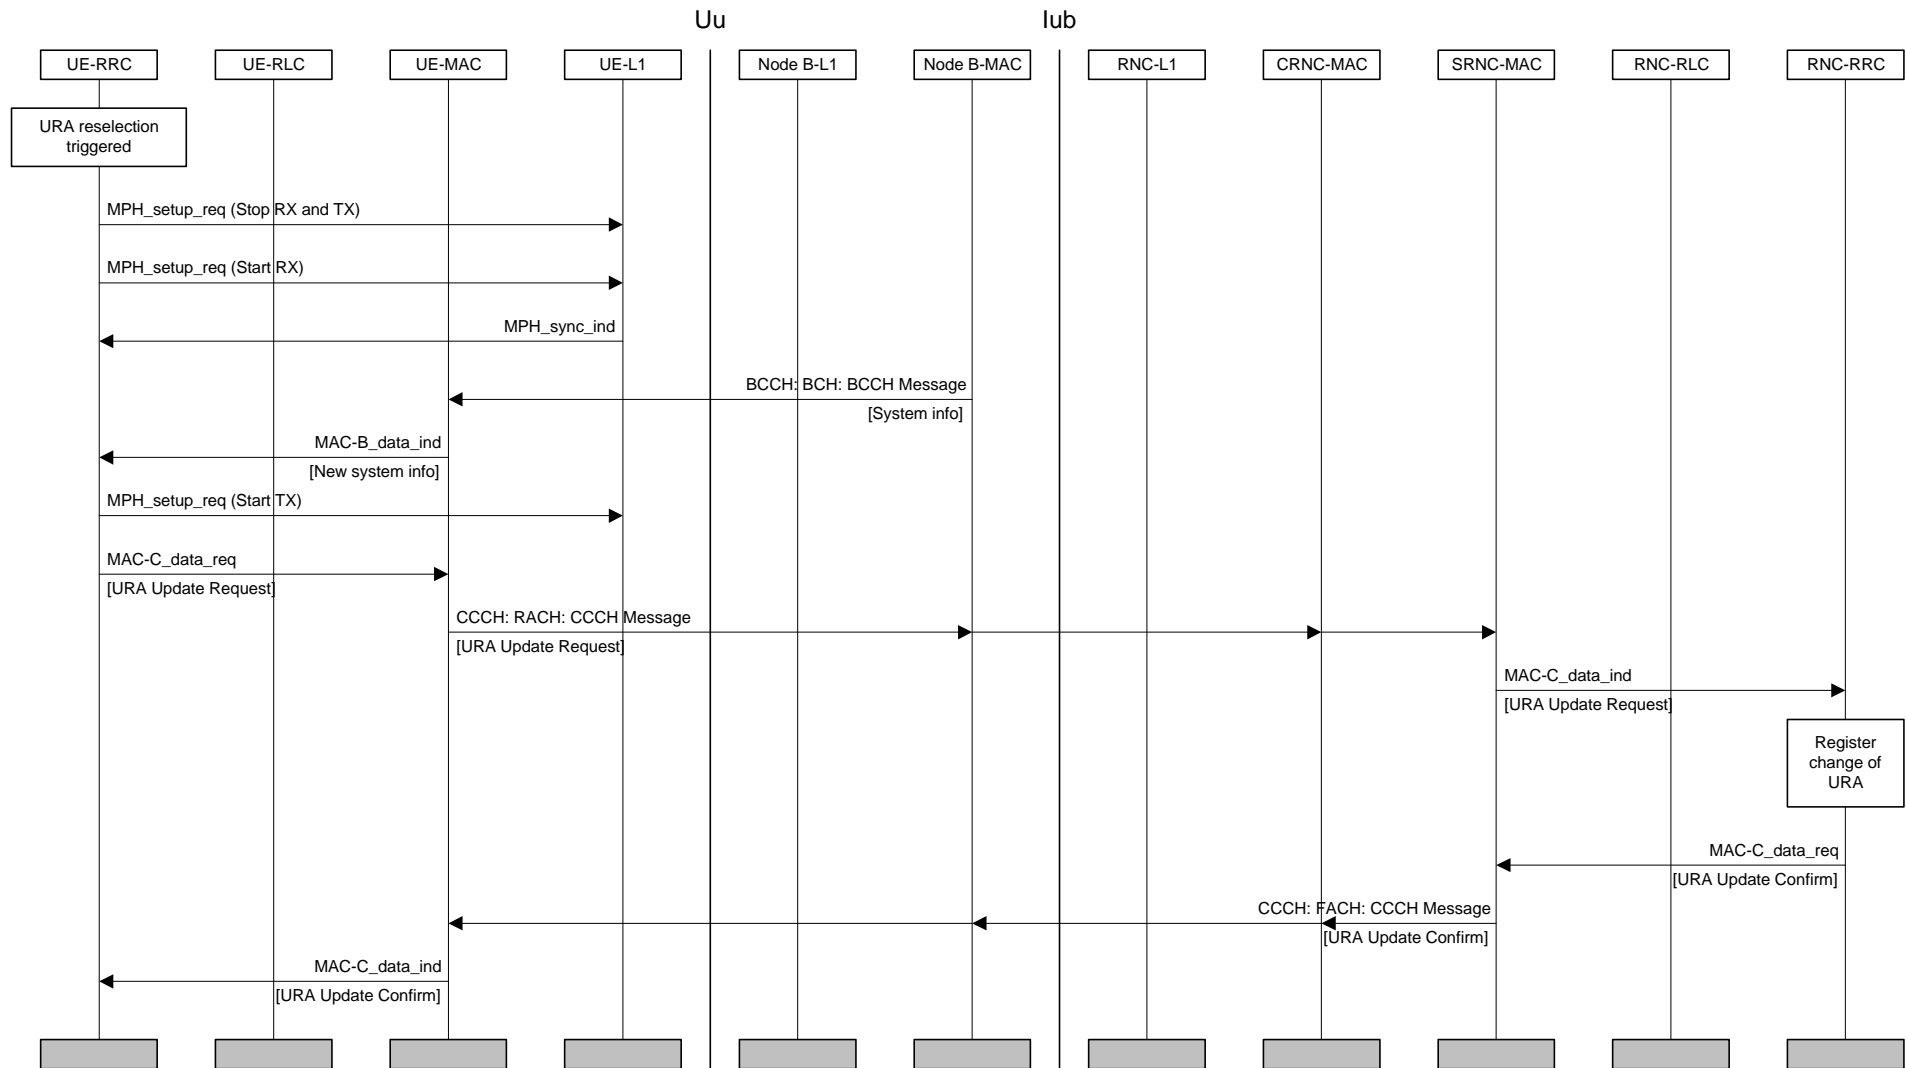 Uu
Iub
UE-RRC
UE-RLC
UE-MAC
UE-L1
Node B-L1
Node B-MAC
RNC-L1
CRNC-MAC
SRNC-MAC
RNC-RLC
RNC-RRC
URA reselection
triggered
MPH_setup_req (Stop RX and TX)
MPH_setup_req (Start RX)
MPH_sync_ind
BCCH: BCH: BCCH Message
[System info]
MAC-B_data_ind
[New system info]
MPH_setup_req (Start TX)
MAC-C_data_req
[URA Update Request]
CCCH: RACH: CCCH Message
[URA Update Request]
MAC-C_data_ind
[URA Update Request]
Register
change of
URA
MAC-C_data_req
[URA Update Confirm]
CCCH: FACH: CCCH Message
[URA Update Confirm]
MAC-C_data_ind
[URA Update Confirm]